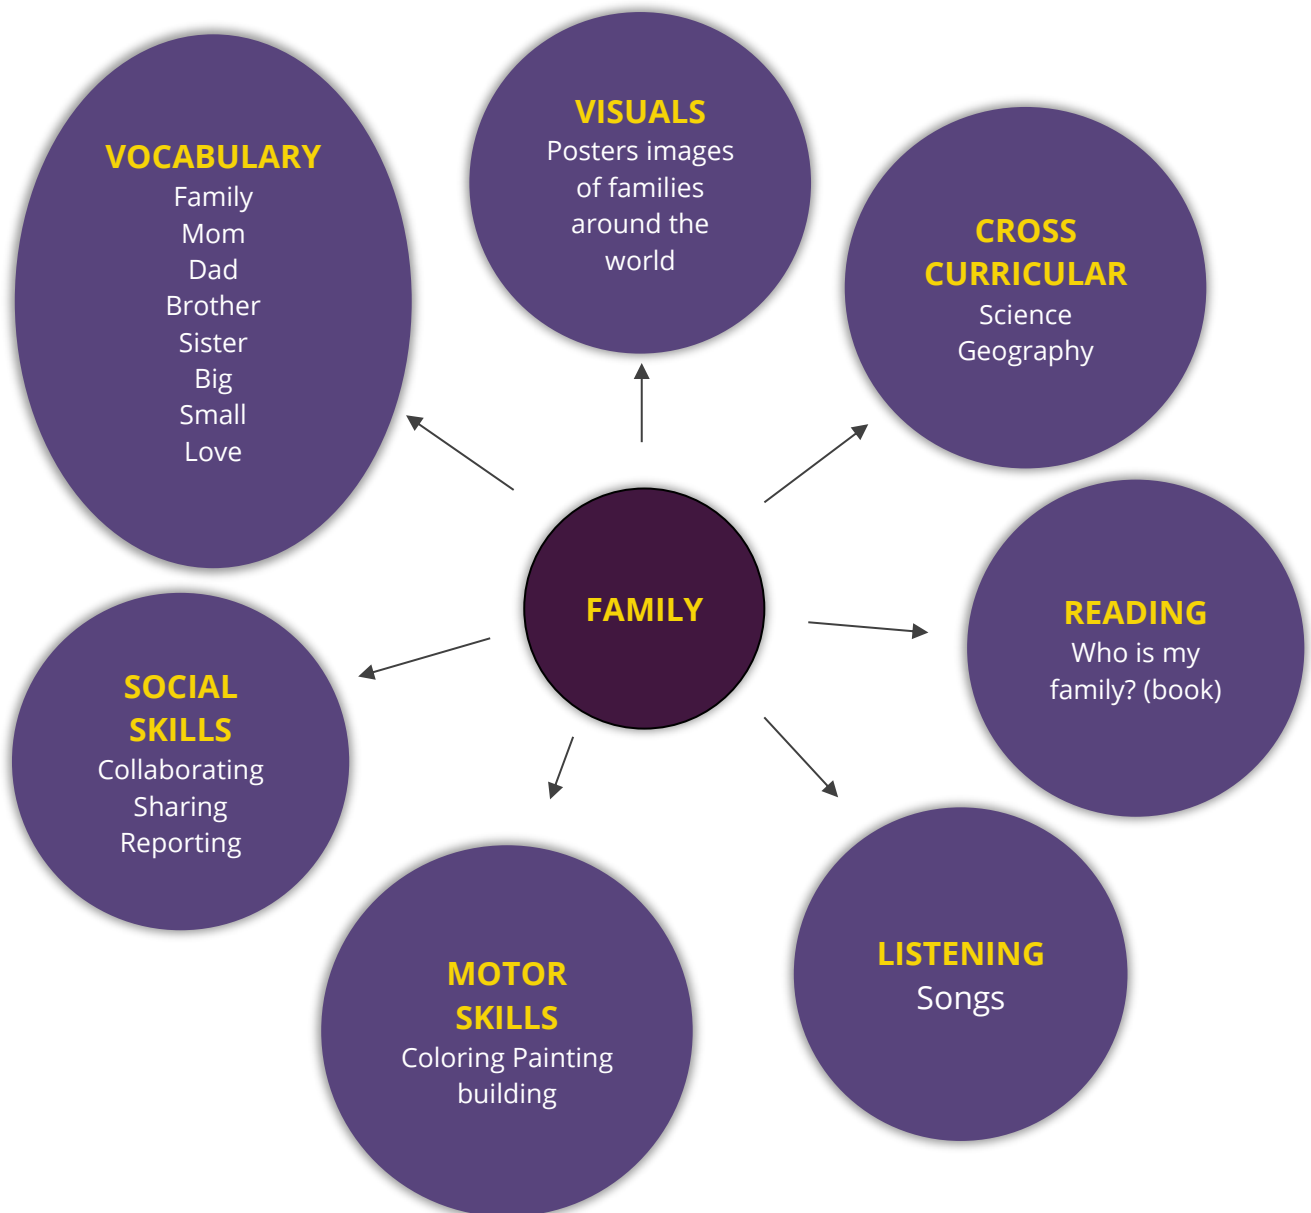 VOCABULARY
Family
Mom
Dad
Brother
Sister
Big
Small
Love
VISUALS
Posters images
of families
around the
world
CROSS
CURRICULAR
Science
Geography
FAMILY
READING
Who is my
family? (book)
SOCIAL
SKILLS
Collaborating
Sharing
Reporting
MOTOR
SKILLS
Coloring Painting
building
LISTENING
Songs